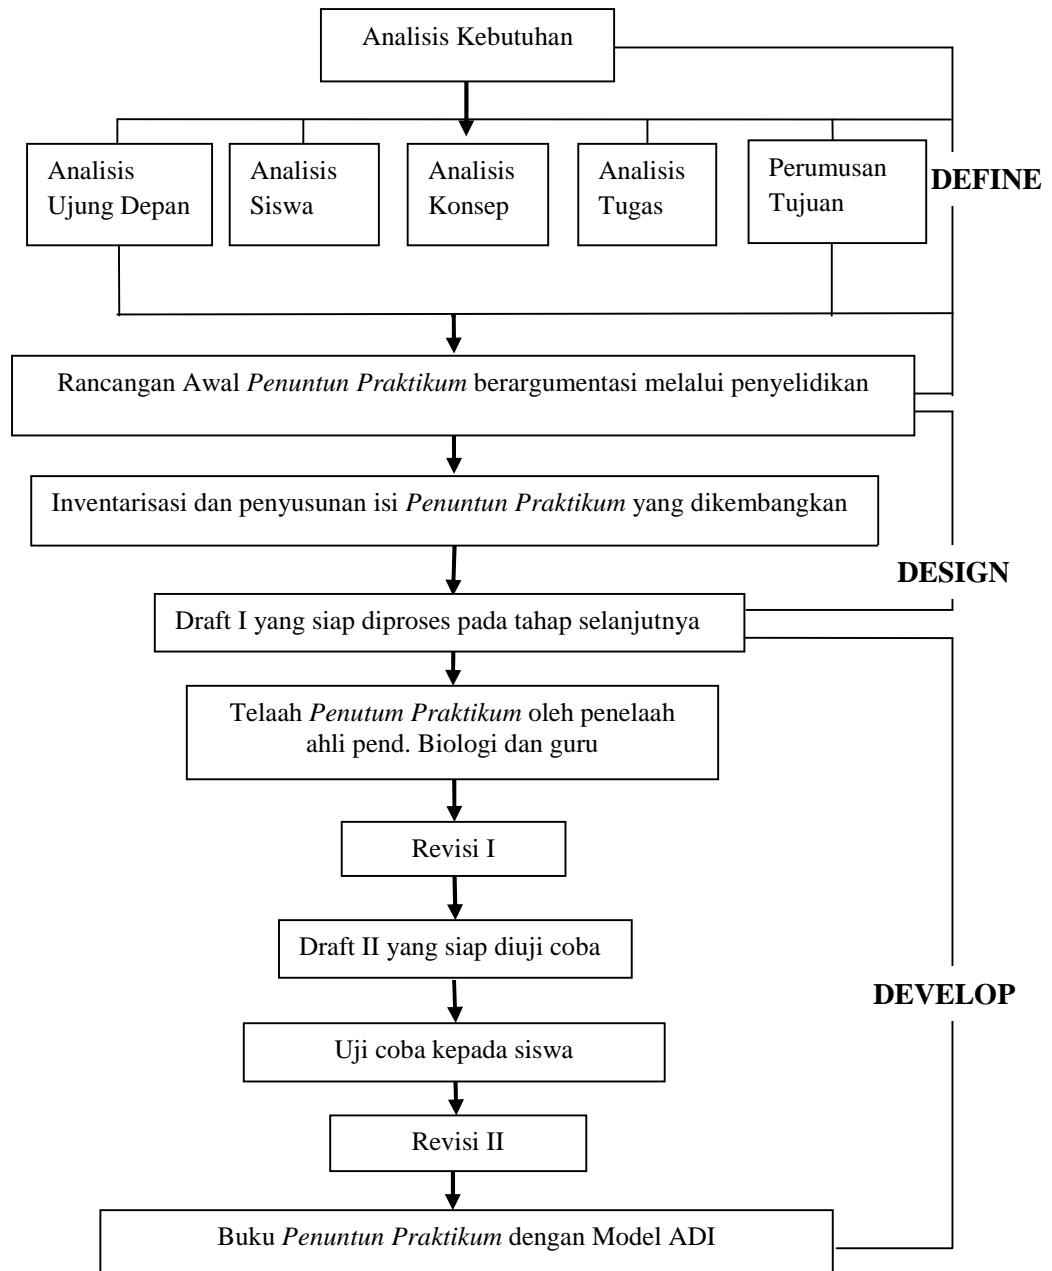 Analisis Kebutuhan
Analisis
Ujung Depan
Analisis
Siswa
Analisis
Konsep
Analisis
Tugas
Perumusan
Tujuan
DEFINE
Rancangan Awal Penuntun Praktikum berargumentasi melalui penyelidikan
Inventarisasi dan penyusunan isi Penuntun Praktikum yang dikembangkan
DESIGN
Draft I yang siap diproses pada tahap selanjutnya
Telaah Penutum Praktikum oleh penelaah
ahli pend. Biologi dan guru
Revisi I
Draft II yang siap diuji coba
DEVELOP
Uji coba kepada siswa
Revisi II
Buku Penuntun Praktikum dengan Model ADI